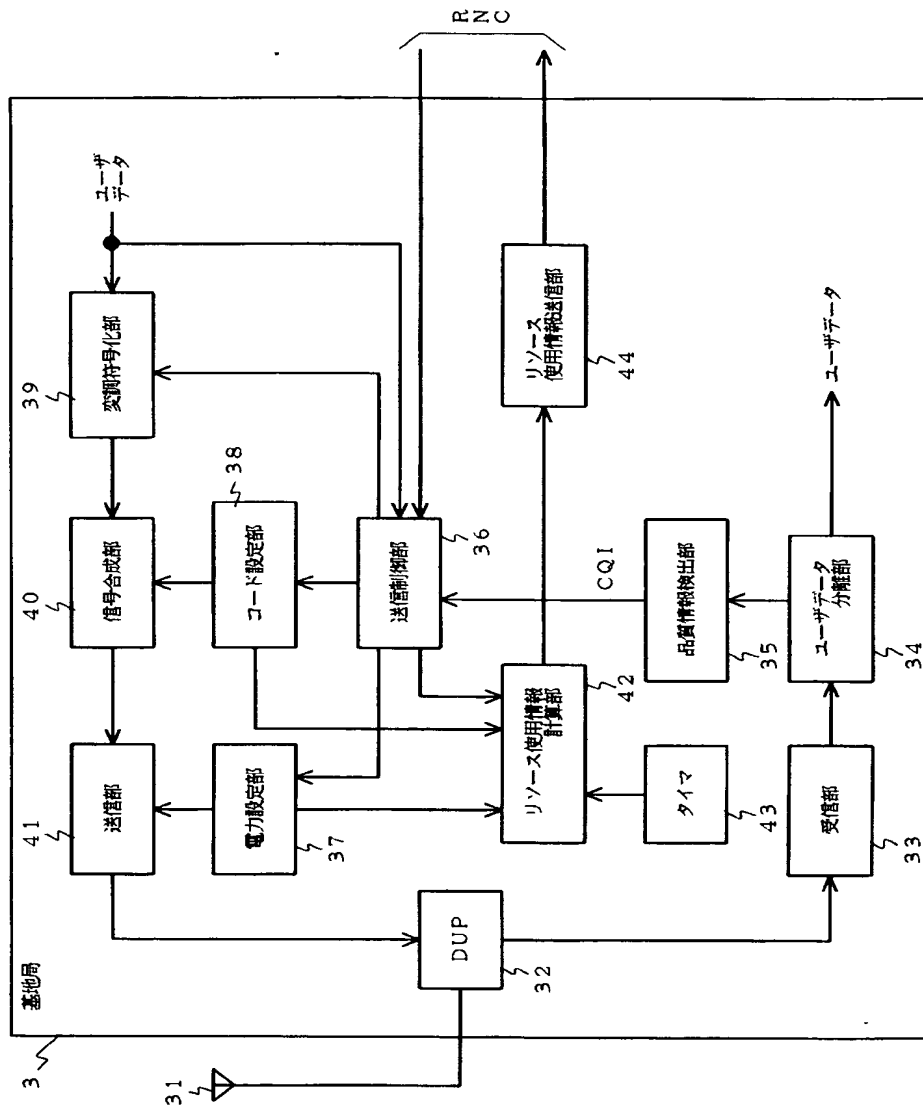 基地局
3
31
DUP
32
送信部
41
信号合成部
40
変調符号化部
39
ユーザ
データ
電力設定部
37
コード設定部
38
送信制御部
36
RNC
リソース使用情報
計算部
42
リソース
使用情報送信部
44
タイマ
43
CQI
品質情報検出部
35
受信部
33
ユーザデータ
分離部
34
ユーザデータ